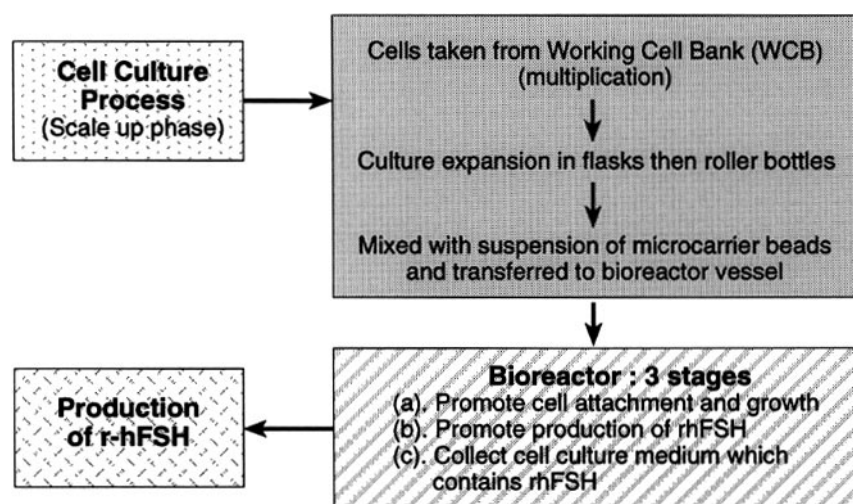 Cell Culture
Process
(Scale up phase)
Cells taken from Working Cell Bank (WCB)
(multiplication)
Culture expansion in flasks then roller bottles
Mixed with suspension of microcarrier beads
and transferred to bioreactor vessel
Bioreactor : 3 stages
(a). Promote cell attachment and growth
(b). Promote production of rhFSH
(c). Collect cell culture medium which
contains rhFSH
Production
of r-hFSH